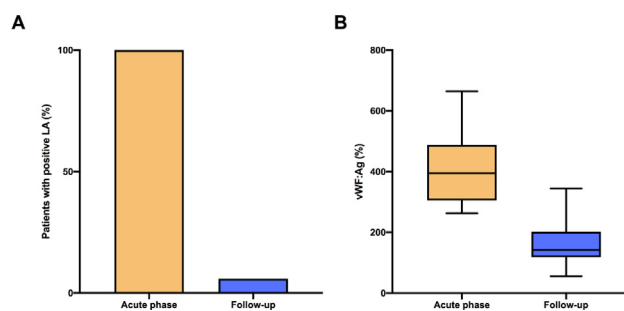 A
Patients with positive LA (%)
100
50
0
Acute phase
Follow-up
B
vWF:Ag (%)
800
600
400
200
0
Acute phase
Follow-up